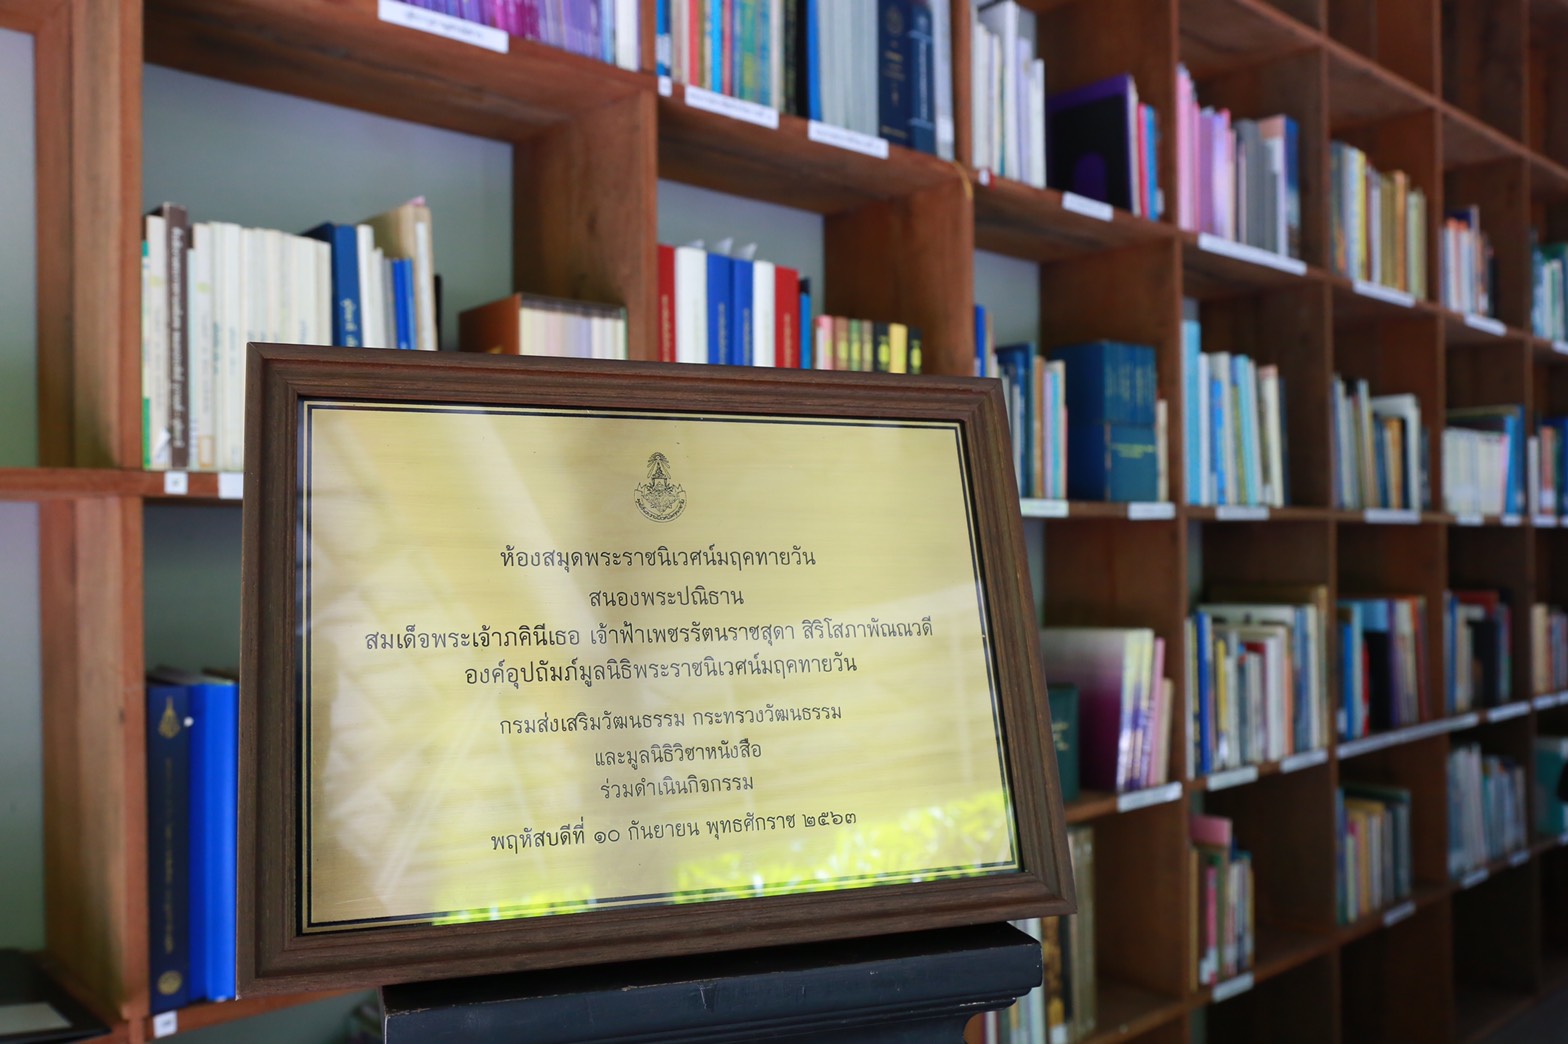 ห้องสมุดพระราชนิเวศน์มฤคทายวัน
สนองพระปณิธาน
สมเด็จพระเจ้าภคินีเธอ เจ้าฟ้าเพชรรัตนราชสุดา สิริโสภาพัณณวดี
องค์อุปถัมภ์มูลนิธิพระราชนิเวศน์มฤคทายวัน
กรมส่งเสริมวัฒนธรรม กระทรวงวัฒนธรรม
และมูลนิธิวิชาหนังสือ
ร่วมดำเนินกิจกรรม
พฤหัสบดีที่ ๑๐ กันยายน พุทธศักราช ๒๕๖๓